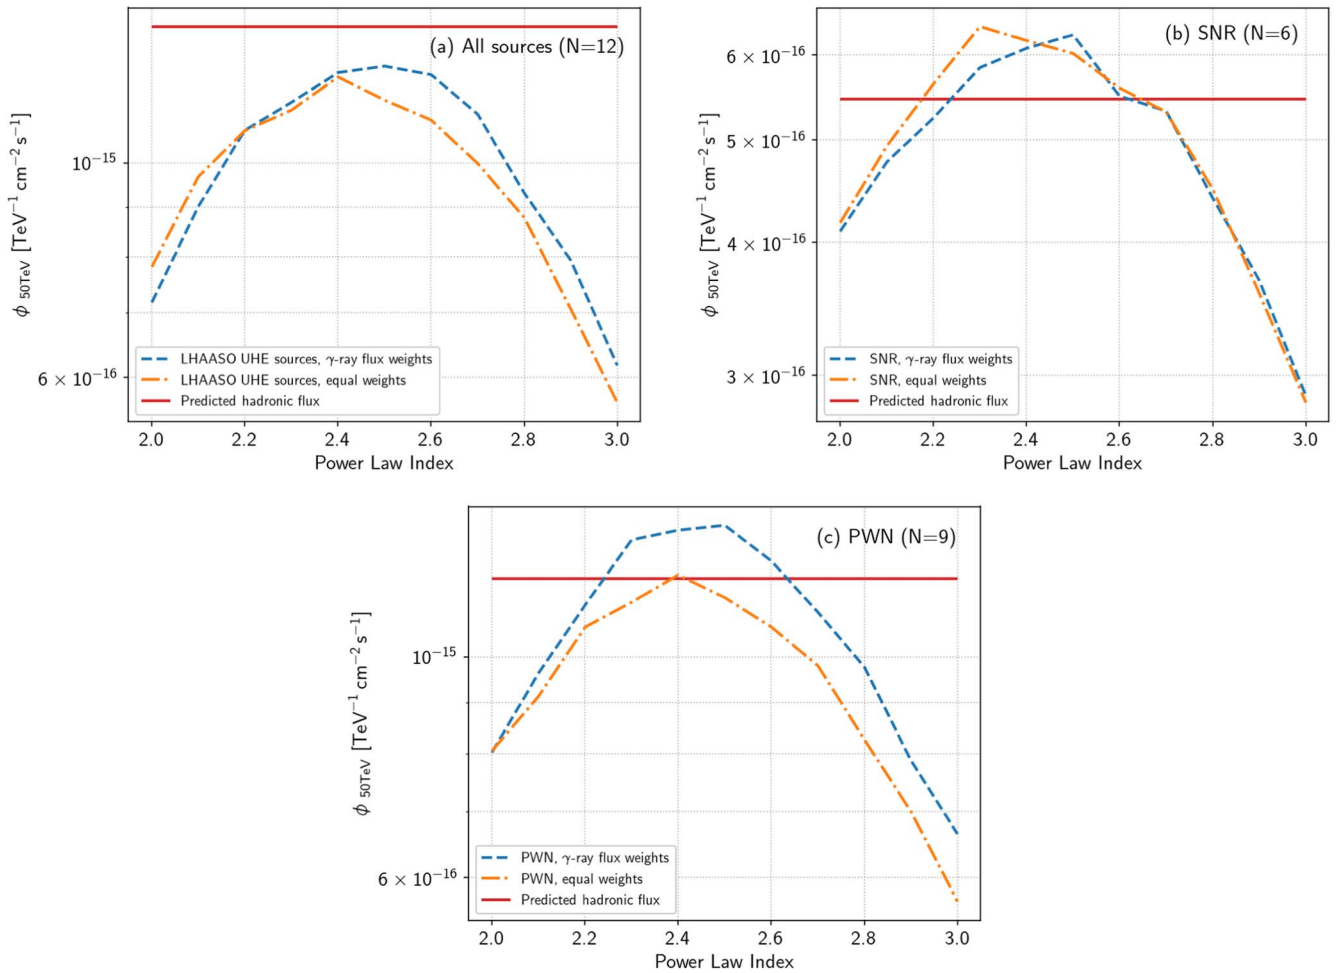 (a) All sources (N=12)
10⁻¹⁵
6 × 10⁻¹⁶
ϕ 50TeV [TeV⁻¹ cm⁻² s⁻¹]
LHAASO UHE sources, γ-ray flux weights
LHAASO UHE sources, equal weights
Predicted hadronic flux
2.0 2.2 2.4 2.6 2.8 3.0
Power Law Index
(b) SNR (N=6)
6 × 10⁻¹⁶
5 × 10⁻¹⁶
4 × 10⁻¹⁶
3 × 10⁻¹⁶
ϕ 50TeV [TeV⁻¹ cm⁻² s⁻¹]
SNR, γ-ray flux weights
SNR, equal weights
Predicted hadronic flux
2.0 2.2 2.4 2.6 2.8 3.0
Power Law Index
(c) PWN (N=9)
10⁻¹⁵
6 × 10⁻¹⁶
ϕ 50TeV [TeV⁻¹ cm⁻² s⁻¹]
PWN, γ-ray flux weights
PWN, equal weights
Predicted hadronic flux
2.0 2.2 2.4 2.6 2.8 3.0
Power Law Index